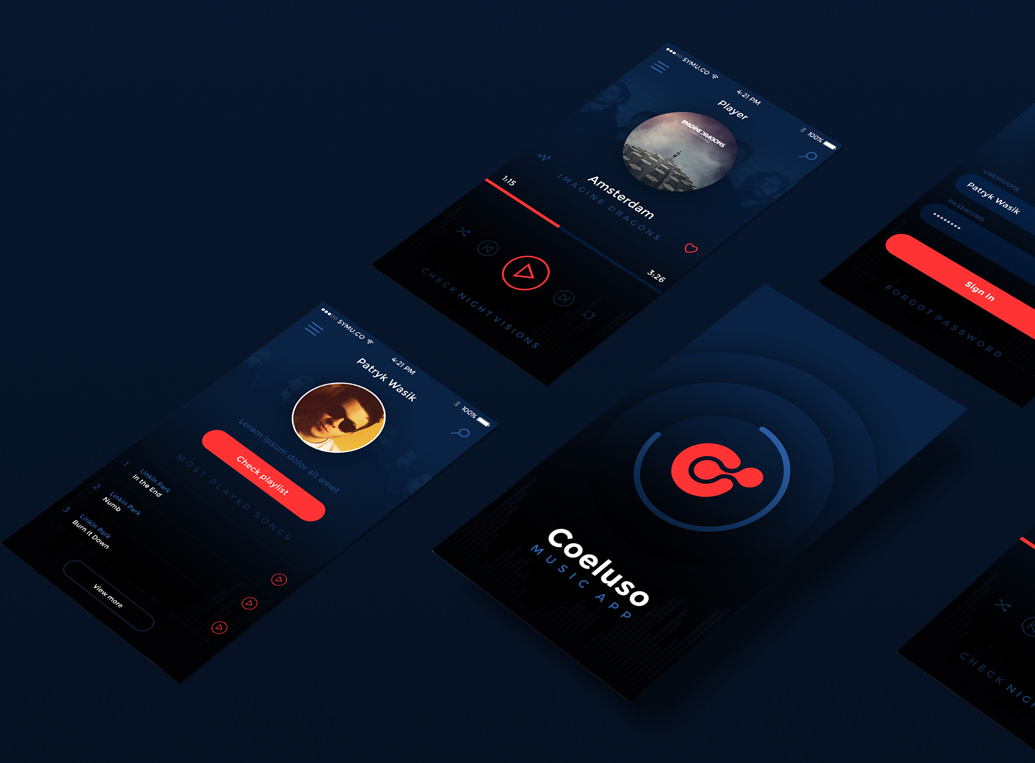 SYMU.CO
4:21 PM
100%
Player
IMAGINE DRAGONS
Amsterdam
IMAGINE DRAGONS
1:15
3:26
CHECK NIGHT VISIONS
USERNAME
Patryk Wasik
PASSWORD
••••••••
Sign In
FORGOT PASSWORD
SYMU.CO
4:21 PM
100%
Patryk Wasik
Lorem ipsum dolor sit amet
Check playlist
MOST PLAYED SONGS
1
Linkin Park
In the End
2
Linkin Park
Numb
3
Linkin Park
Burn It Down
view more
Coeluso
MUSIC APP
CHECK NIGH